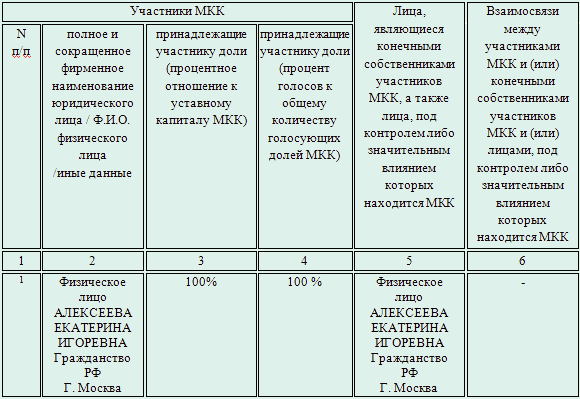 Участники МКК
N
п/п
полное и
сокращенное
фирменное
наименование
юридического
лица / Ф.И.О.
физического
лица
/иные данные
принадлежащие
участнику доли
(процентное
отношение к
уставному
капиталу МКК)
принадлежащие
участнику доли
(процент
голосов к
общему
количеству
голосующих
долей МКК)
Лица,
являющиеся
конечными
собственниками
участников
МКК, а также
лица, под
контролем либо
значительным
влиянием
которых
находится МКК
Взаимосвязи
между
участниками
МКК и (или)
конечными
собственниками
участников
МКК и (или)
лицами, под
контролем либо
значительным
влиянием
которых
находится МКК
1
2
3
4
5
6
1
Физическое
лицо
АЛЕКСЕЕВА
ЕКАТЕРИНА
ИГОРЕВНА
Гражданство
РФ
Г. Москва
100%
100 %
Физическое
лицо
АЛЕКСЕЕВА
ЕКАТЕРИНА
ИГОРЕВНА
Гражданство
РФ
Г. Москва
-